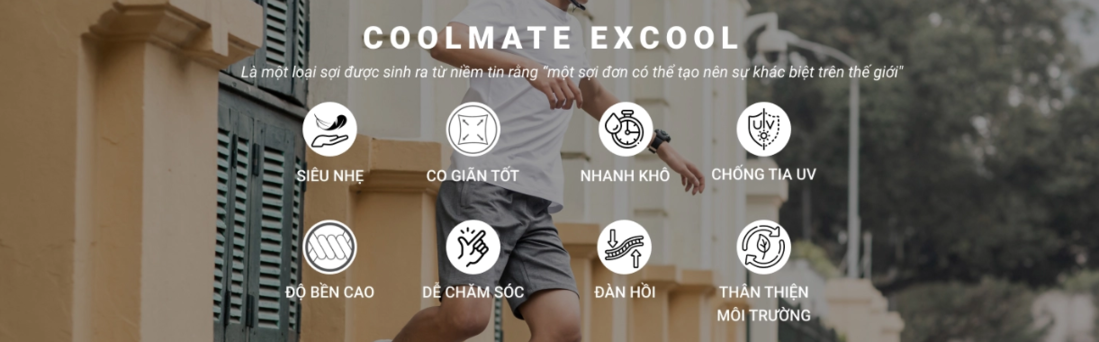 COOLMATE EXCOOL
Là một loại sợi được sinh ra từ niềm tin rằng "một sợi đơn có thể tạo nên sự khác biệt trên thế giới"
SIÊU NHẸ
CO GIÃN TỐT
NHANH KHÔ
UV
CHỐNG TIA UV
ĐỘ BỀN CAO
DỄ CHĂM SÓC
ĐÀN HỒI
THÂN THIỆN
MÔI TRƯỜNG